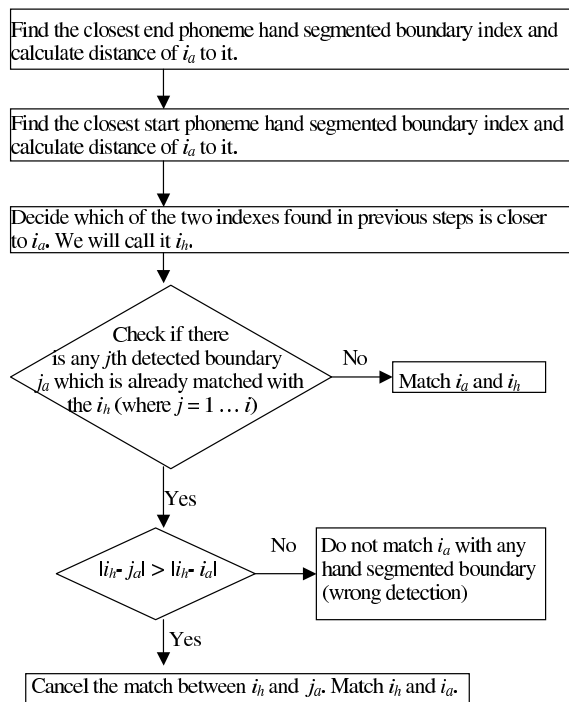 Find the closest end phoneme hand segmented boundary index and
calculate distance of iₐ to it.
Find the closest start phoneme hand segmented boundary index and
calculate distance of iₐ to it.
Decide which of the two indexes found in previous steps is closer
to iₐ. We will call it iₕ.
Check if there
is any jth detected boundary
jₐ which is already matched with
the iₕ (where j = 1 ... i)
No
Match iₐ and iₕ
Yes
|iₕ- jₐ| > |iₕ- iₐ|
No
Do not match iₐ with any
hand segmented boundary
(wrong detection)
Yes
Cancel the match between iₕ and jₐ. Match iₕ and iₐ.